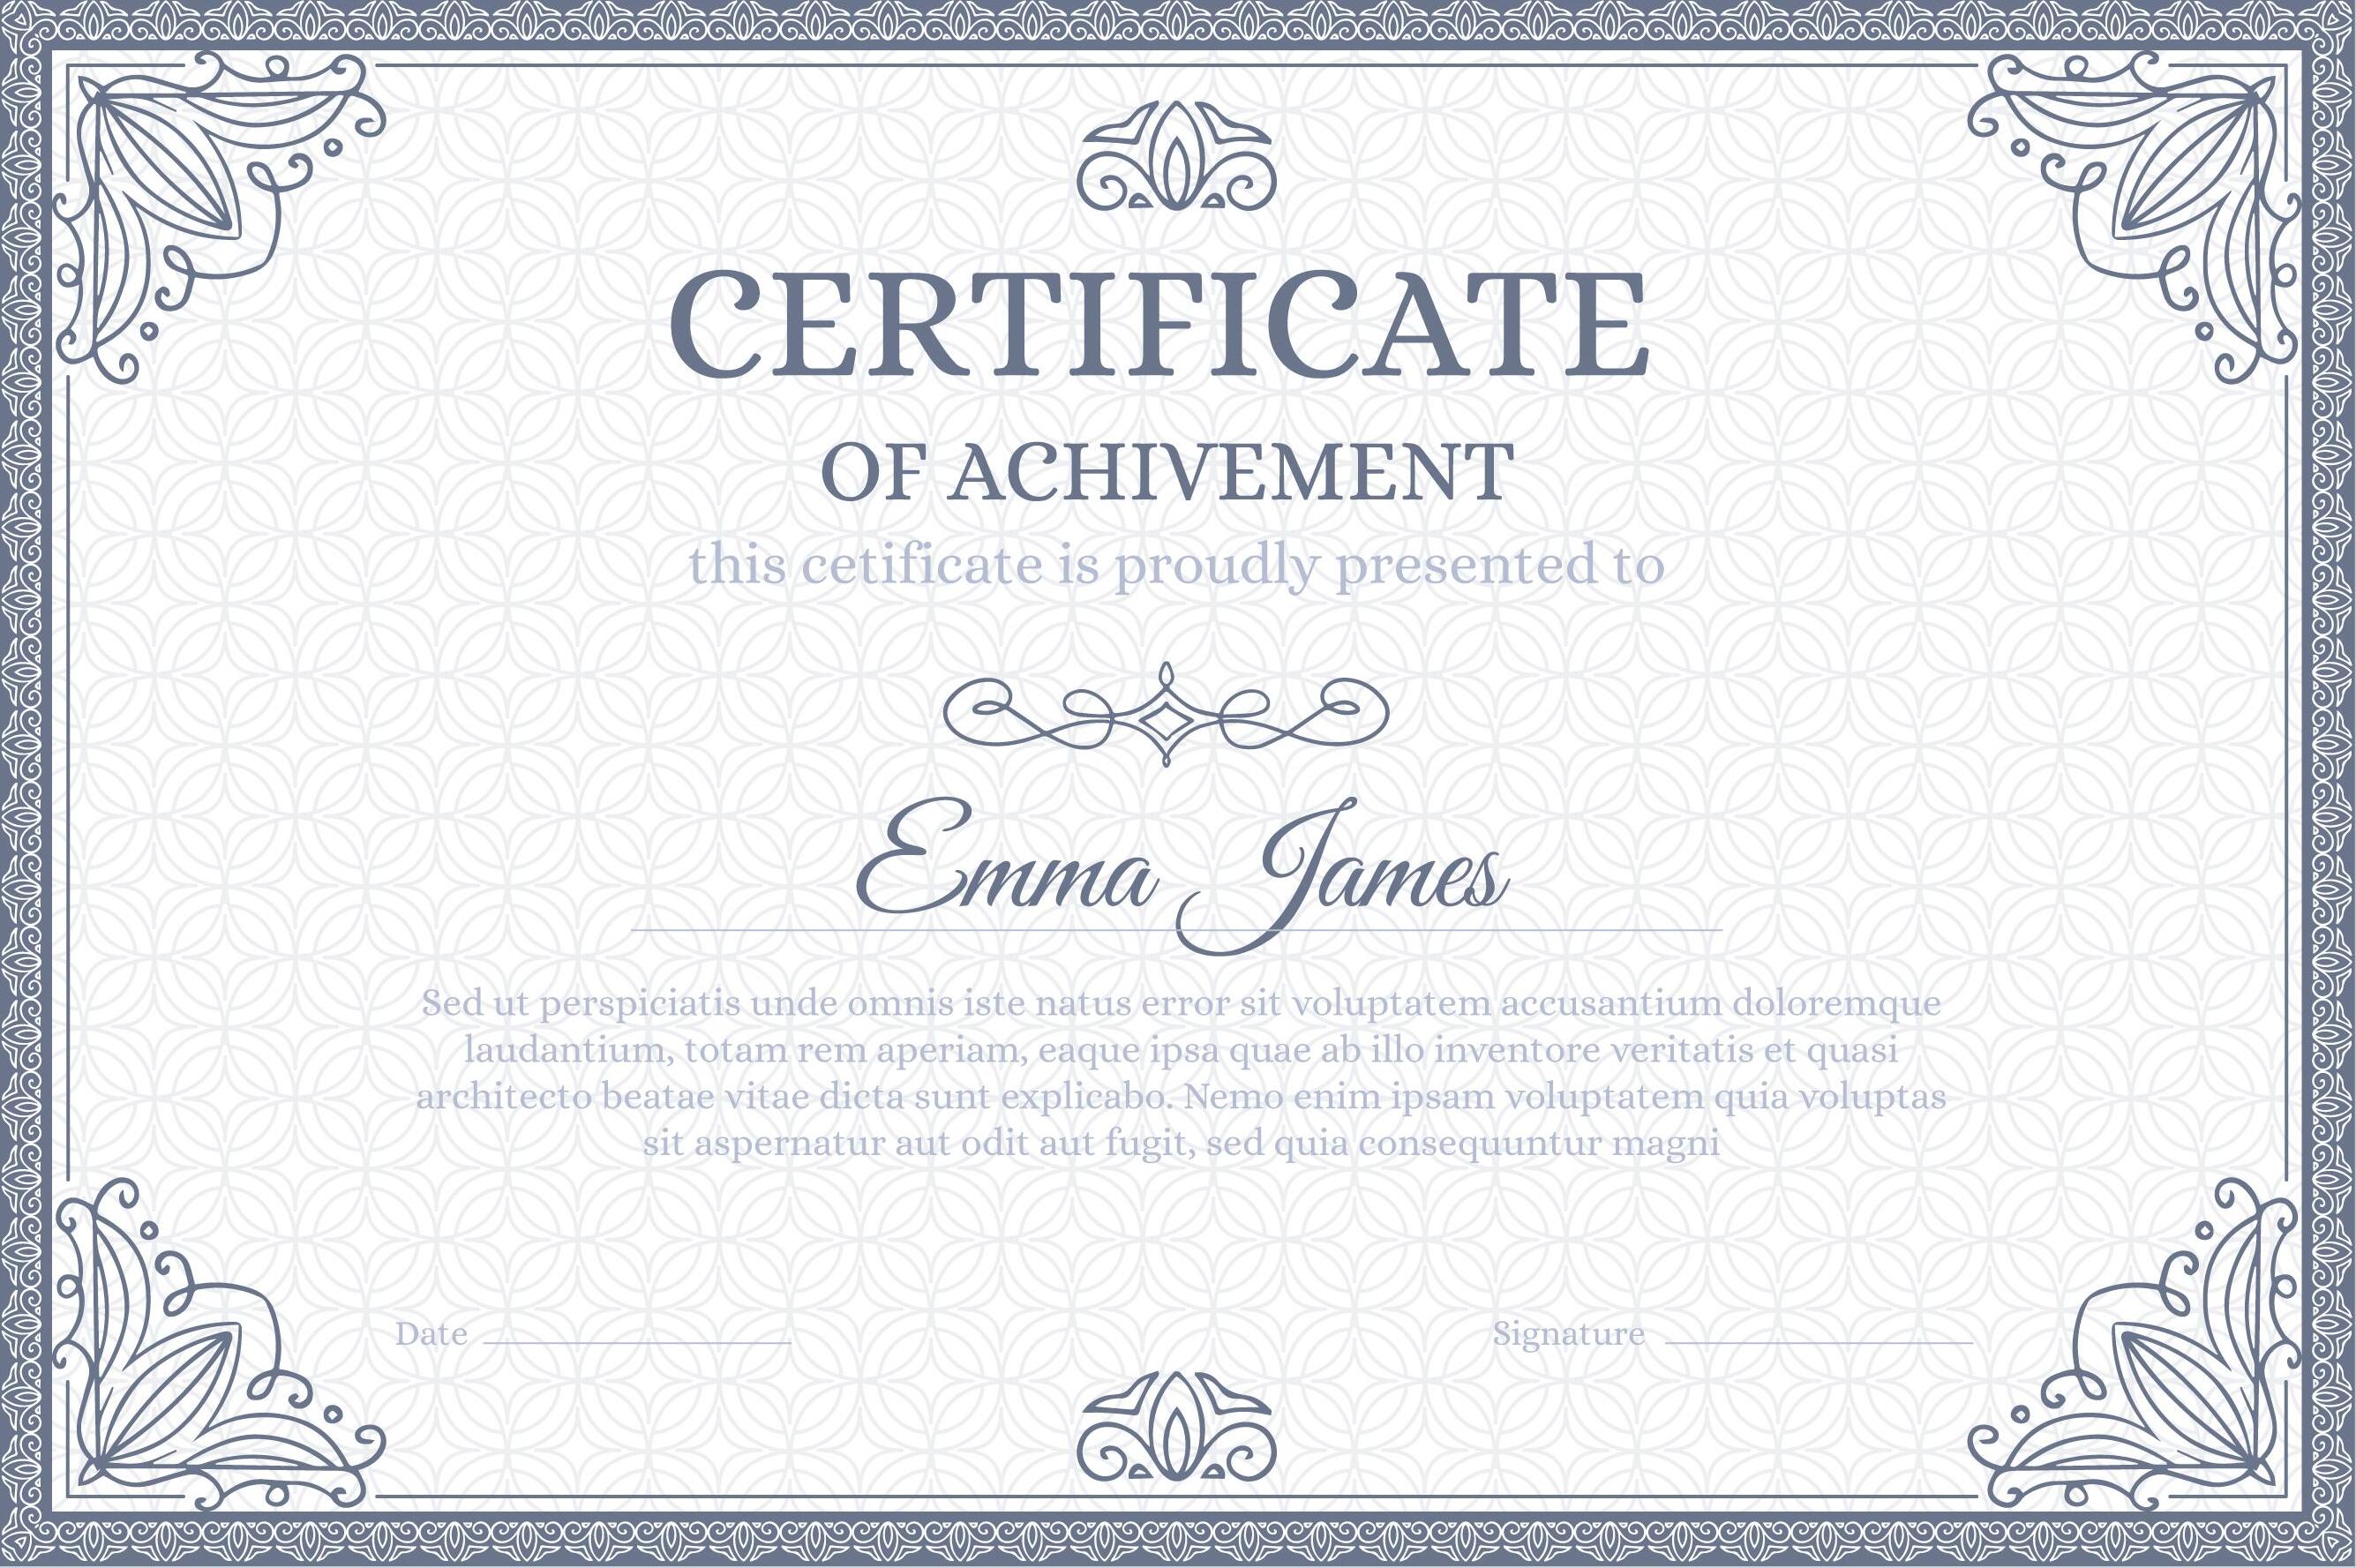 CERTIFICATE
OF ACHIVEMENT
this cetificate is proudly presented to
Emma James
Sed ut perspiciatis unde omnis iste natus error sit voluptatem accusantium doloremque
laudantium, totam rem aperiam, eaque ipsa quae ab illo inventore veritatis et quasi
architecto beatae vitae dicta sunt explicabo. Nemo enim ipsam voluptatem quia voluptas
sit aspernatur aut odit aut fugit, sed quia consequuntur magni
Date
Signature